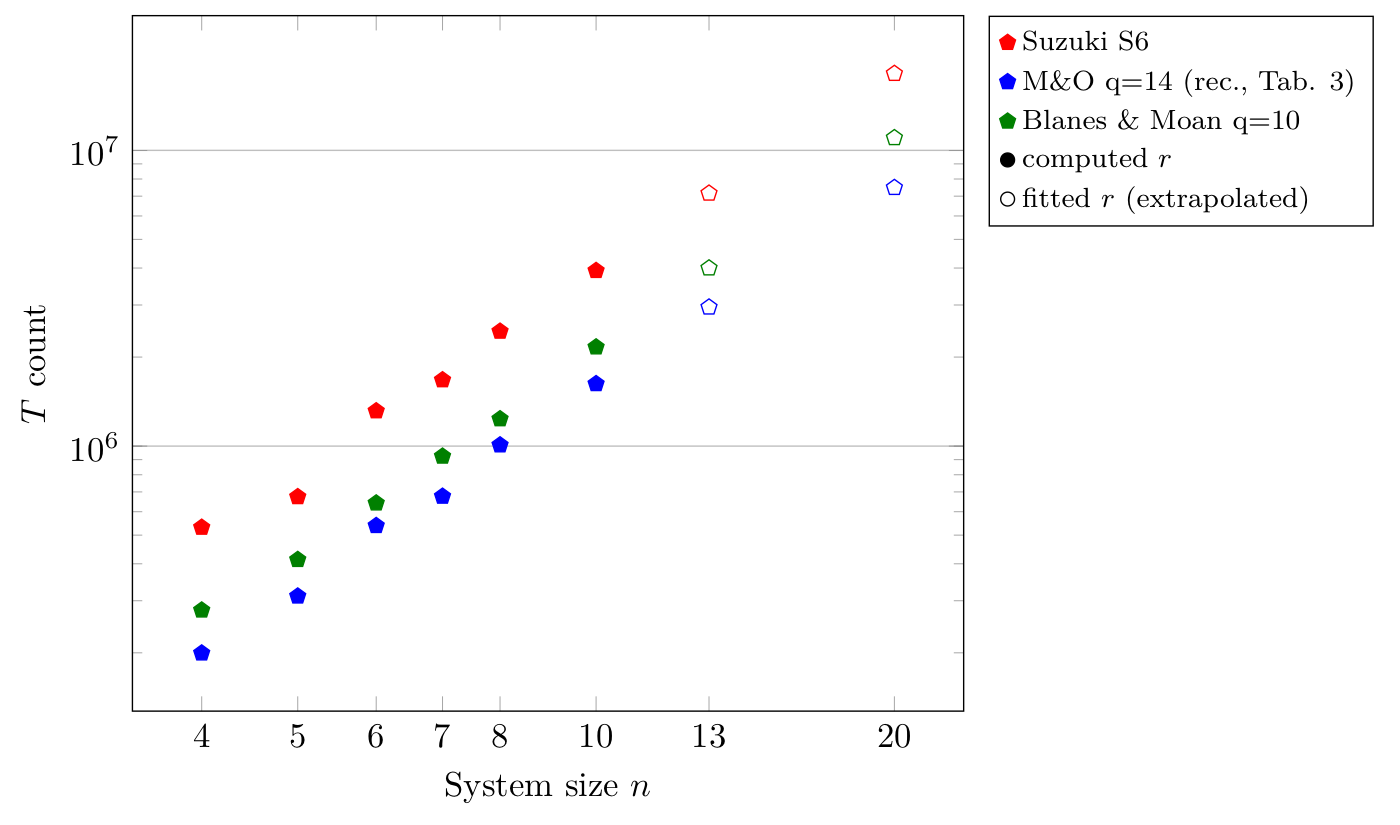 Suzuki S6
M&O q=14 (rec., Tab. 3)
Blanes & Moan q=10
computed r
fitted r (extrapolated)
10^7
10^6
T count
4 5 6 7 8 10 13 20
System size n